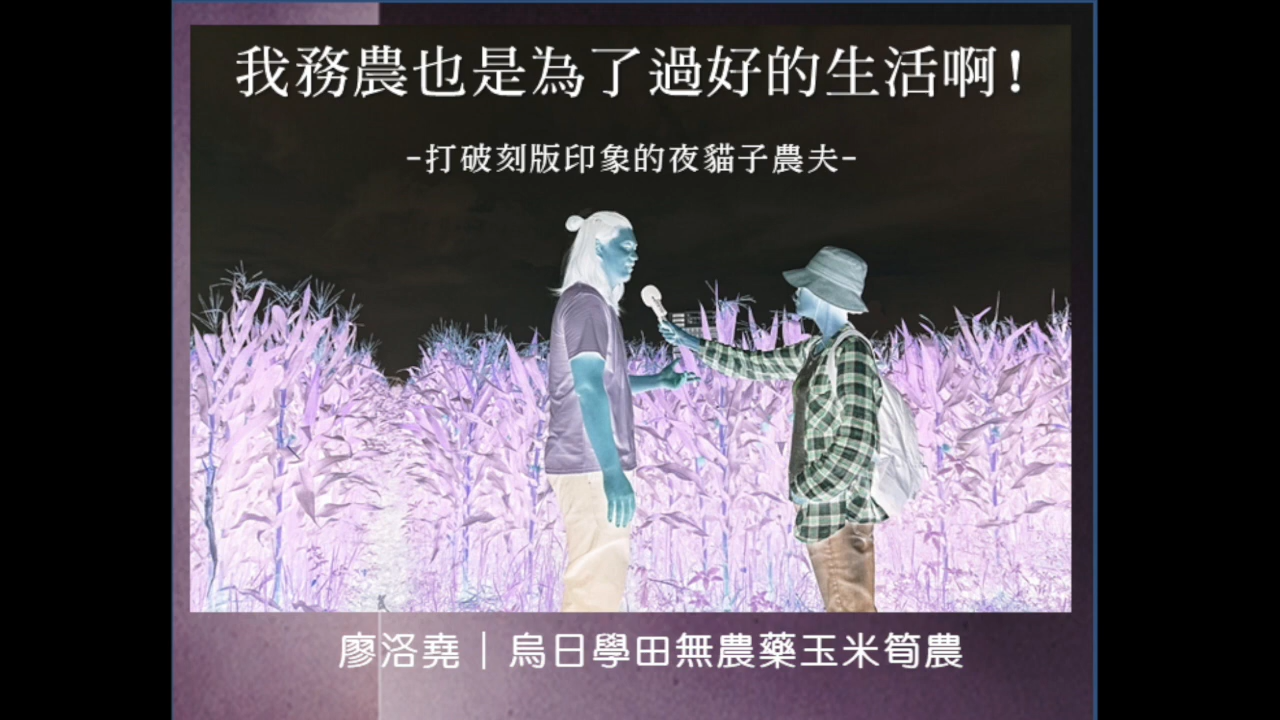 我務農也是為了過好的生活啊!
-打破刻版印象的夜貓子農夫-
廖洛堯｜烏日學田無農藥玉米筍農